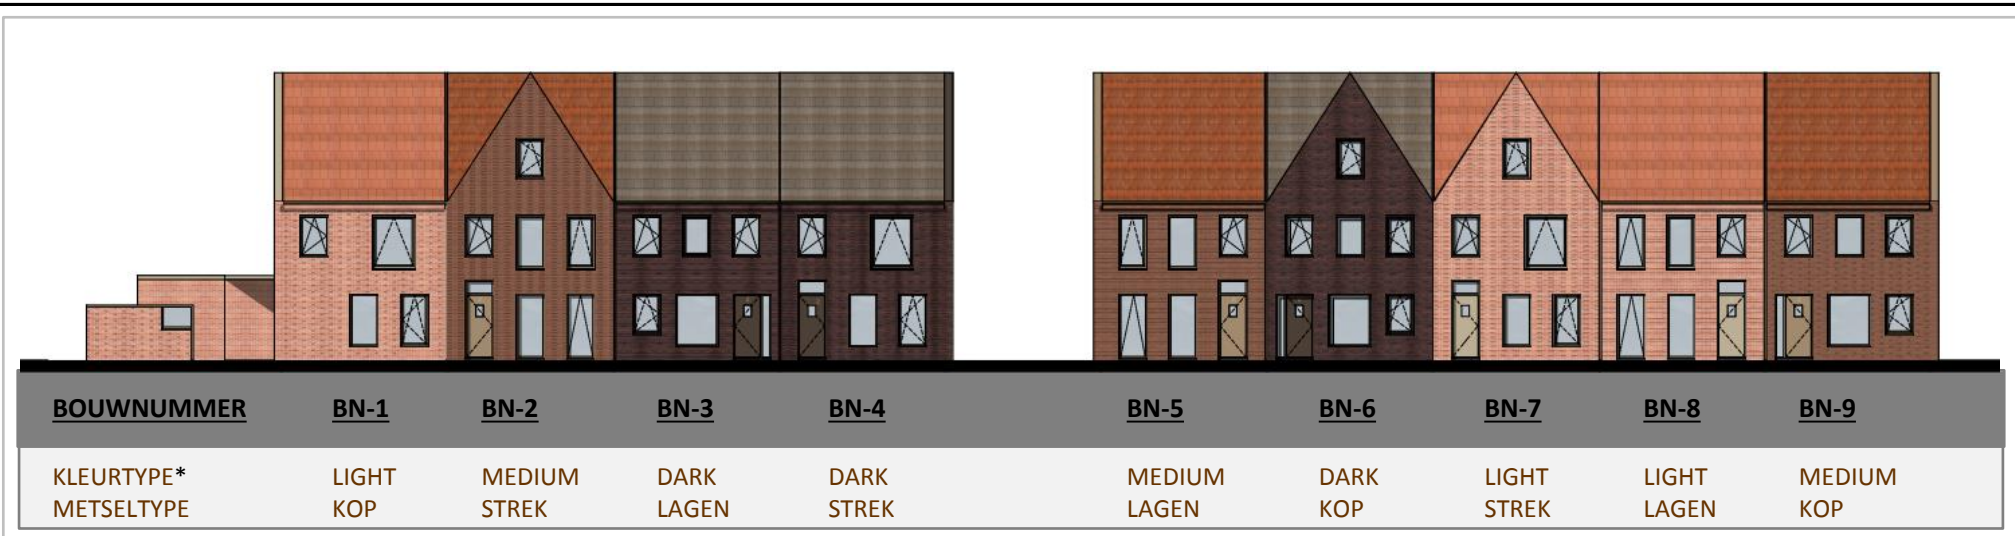 BOUWNUMMER BN-1 BN-2 BN-3 BN-4 BN-5 BN-6 BN-7 BN-8 BN-9
KLEURTYPE* LIGHT MEDIUM DARK DARK MEDIUM DARK LIGHT LIGHT MEDIUM
METSELTYPE KOP STREK LAGEN STREK LAGEN KOP STREK LAGEN KOP